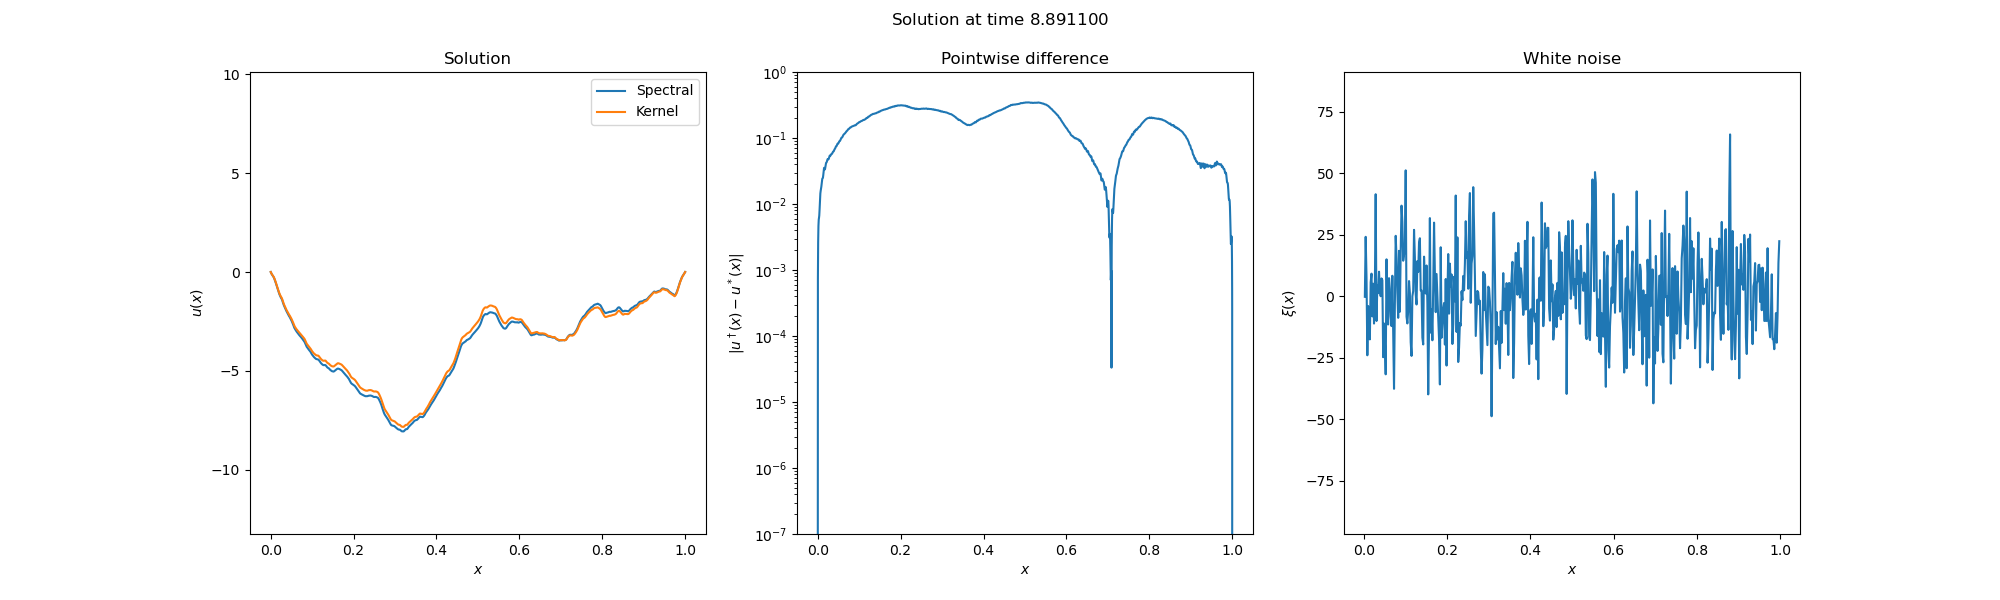 Solution at time 8.891100
Solution
10
5
0
−5
−10
u(x)
0.0 0.2 0.4 0.6 0.8 1.0
x
Spectral
Kernel
Pointwise difference
10⁰
10⁻¹
10⁻²
10⁻³
10⁻⁴
10⁻⁵
10⁻⁶
10⁻⁷
|u†(x) − u*(x)|
0.0 0.2 0.4 0.6 0.8 1.0
x
White noise
75
50
25
0
−25
−50
−75
ξ(x)
0.0 0.2 0.4 0.6 0.8 1.0
x